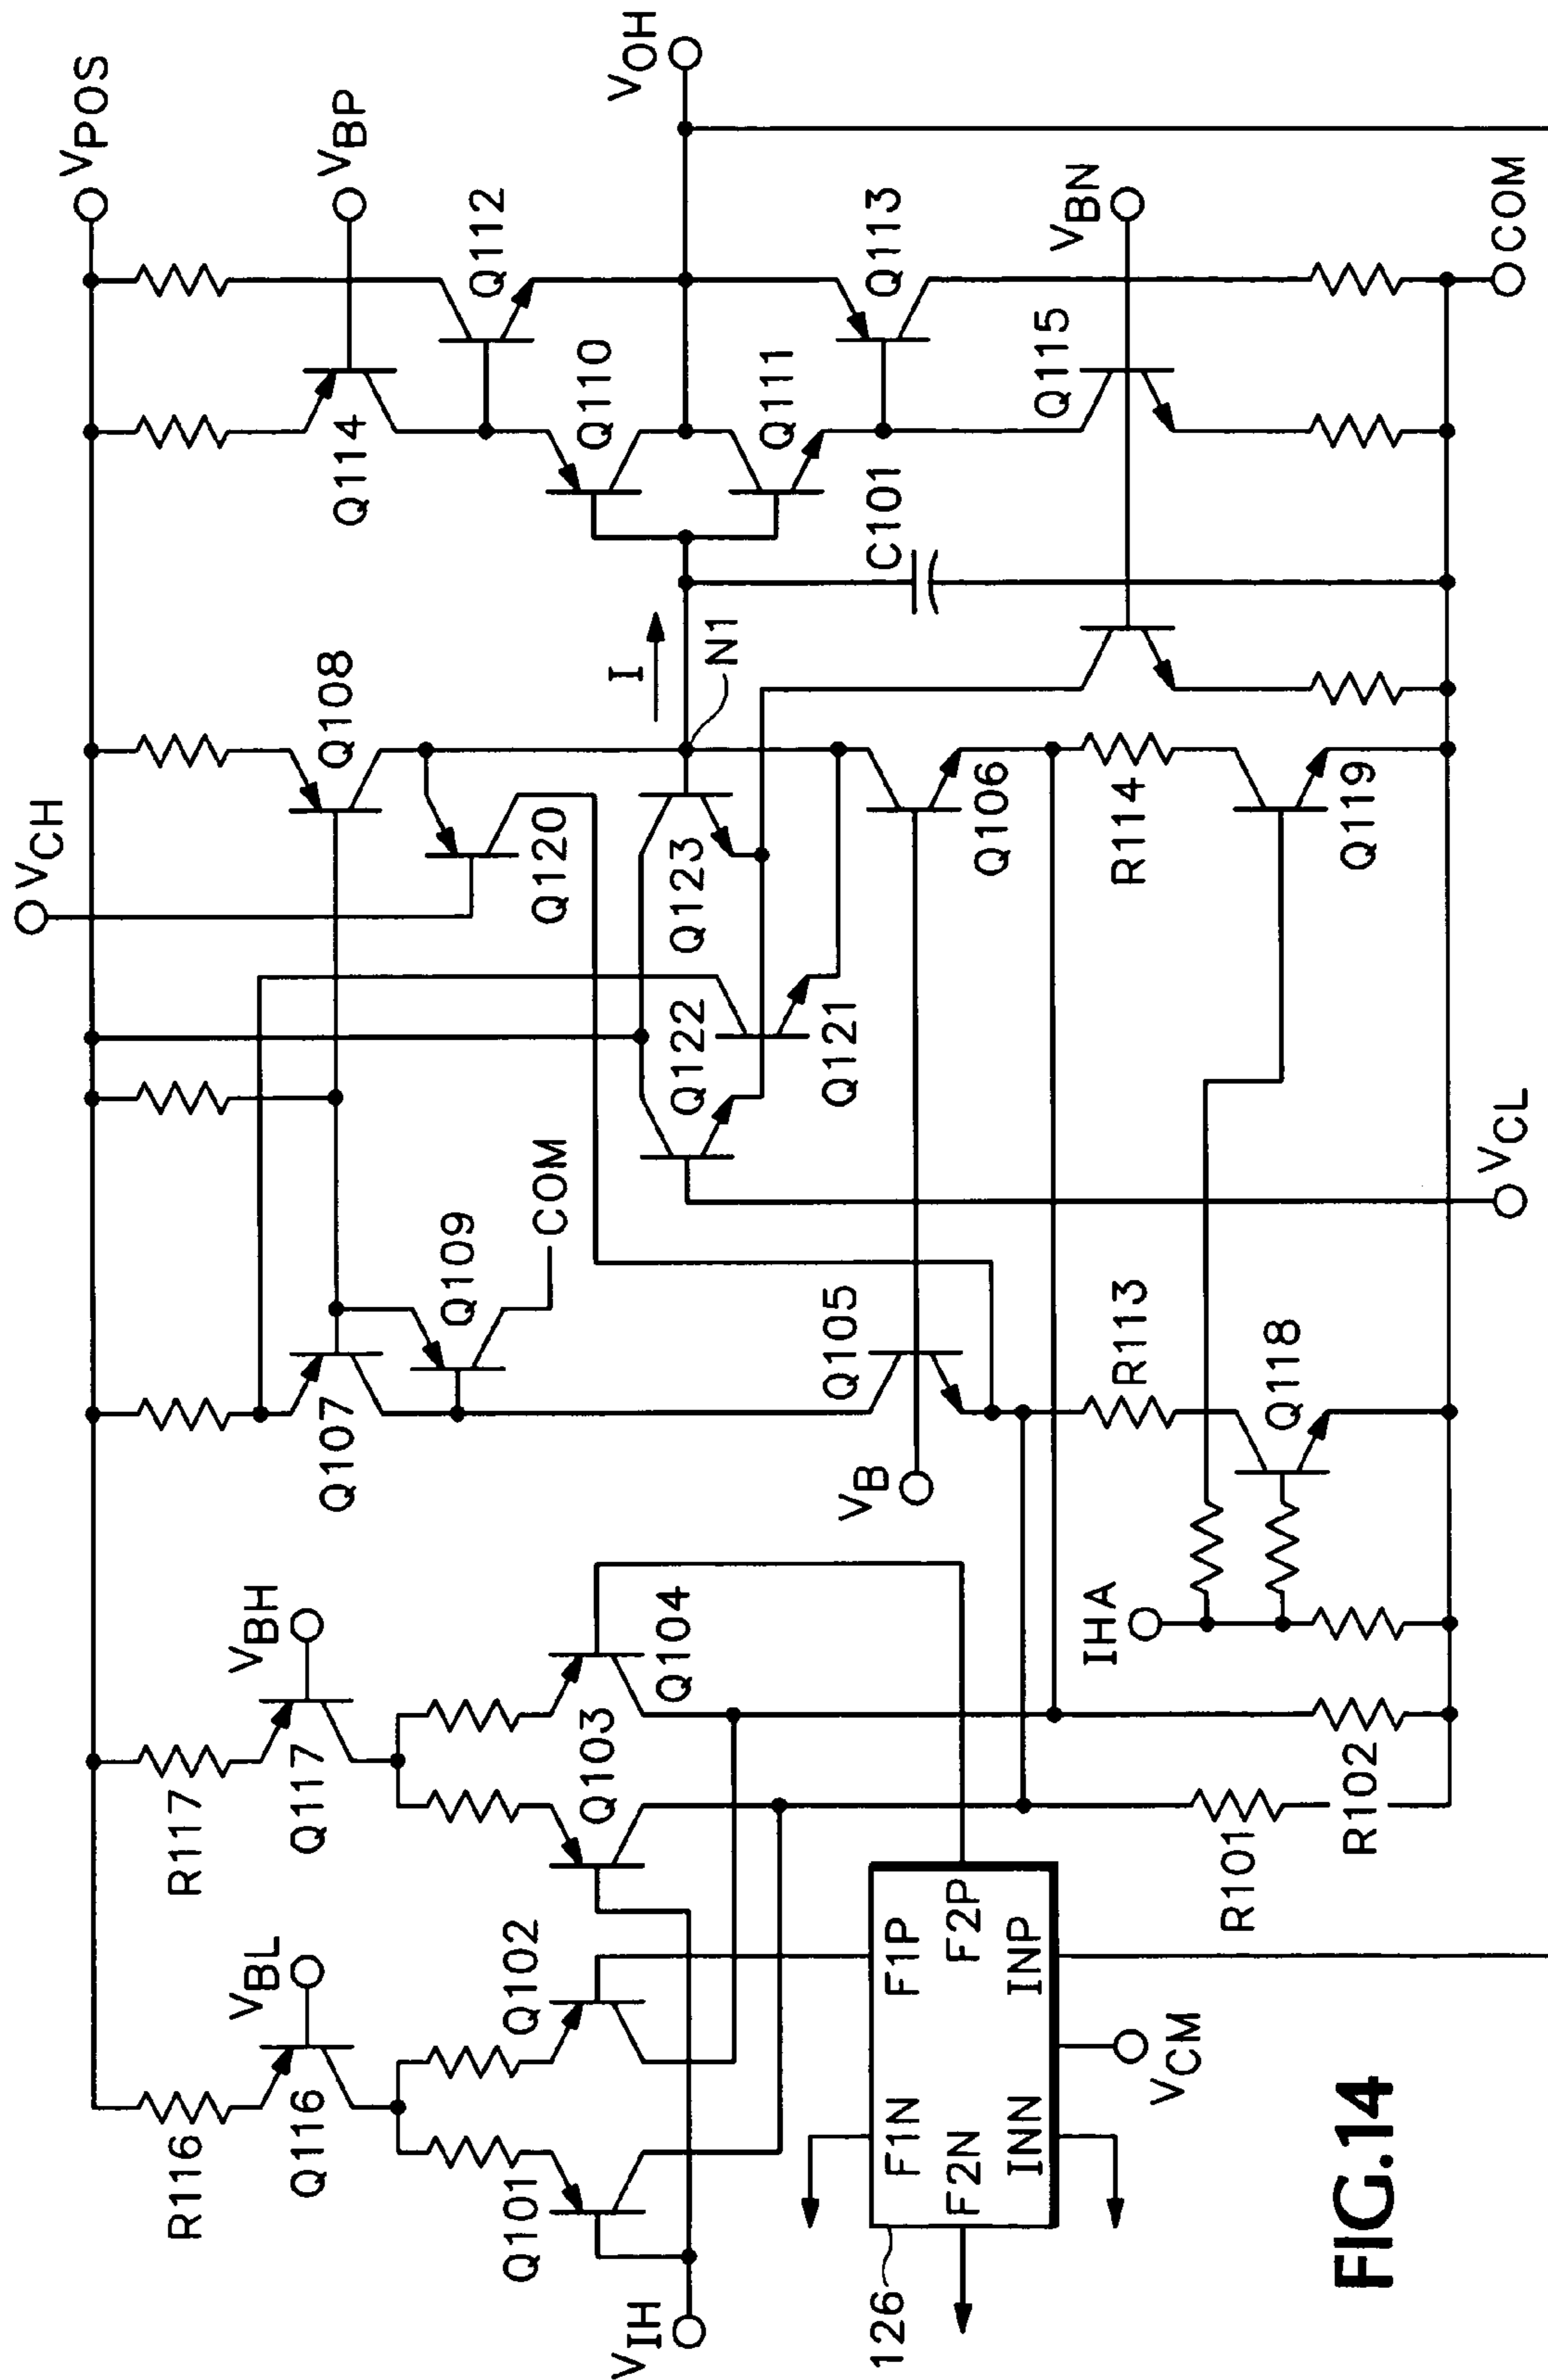 VPOS
VCH
VBP
VOH
VBH
VBL
R117
R116
Q117
Q116
Q107
Q109
COM
Q108
Q120
Q114
Q112
Q110
I
N1
Q101
Q102
Q103
Q104
Q122
Q123
Q121
Q111
Q113
C101
VIH
VB
Q105
Q106
Q115
VBN
126
F1N
F1P
F2N
F2P
INN
INP
VCM
IHA
R113
R114
Q118
Q119
R101
R102
VCL
COM
FIG.14